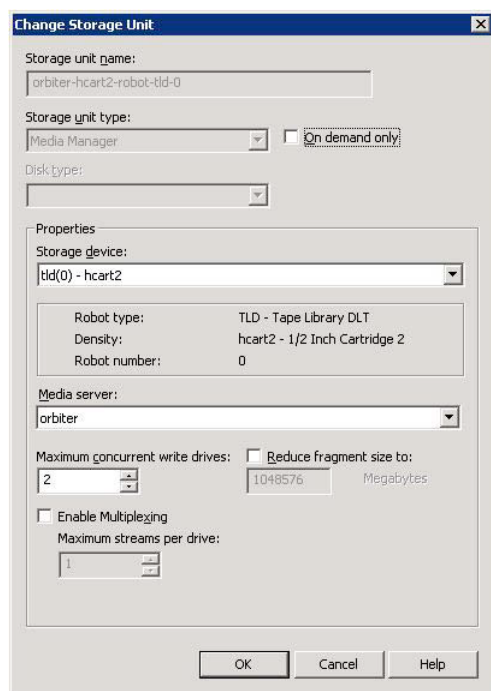 Change Storage Unit
Storage unit name:
orbiter-hcart2-robot-tld-0
Storage unit type:
Media Manager
On demand only
Disk type:
Properties
Storage device:
tld(0) - hcart2
Robot type: TLD - Tape Library DLT
Density: hcart2 - 1/2 Inch Cartridge 2
Robot number: 0
Media server:
orbiter
Maximum concurrent write drives: Reduce fragment size to:
2 1048576 Megabytes
Enable Multiplexing
Maximum streams per drive:
1
OK Cancel Help